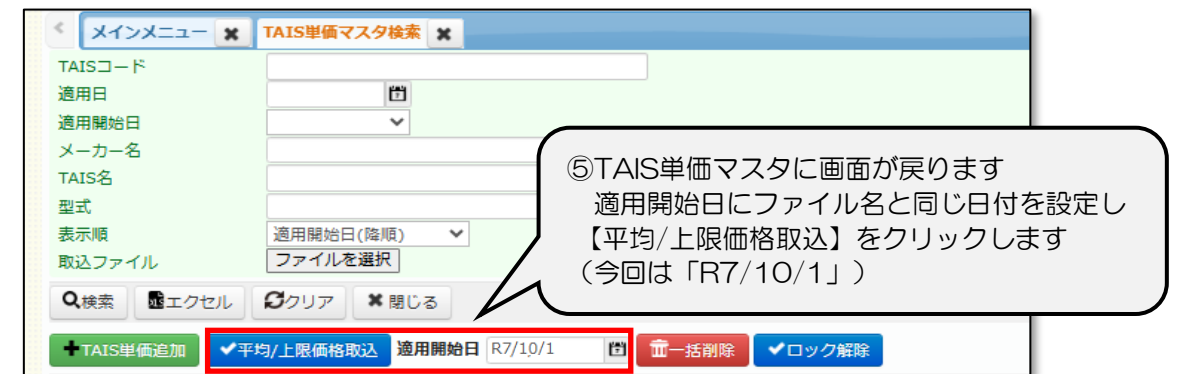 メインメニュー TAIS単価マスタ検索
TAISコード
適用日
適用開始日
メーカー名
TAIS名
型式
表示順 適用開始日(降順)
取込ファイル ファイルを選択
検索 エクセル クリア 閉じる
TAIS単価追加 平均/上限価格取込 適用開始日 R7/10/1 一括削除 ロック解除
⑤TAIS単価マスタに画面が戻ります
適用開始日にファイル名と同じ日付を設定し
【平均/上限価格取込】をクリックします
(今回は「R7/10/1」)